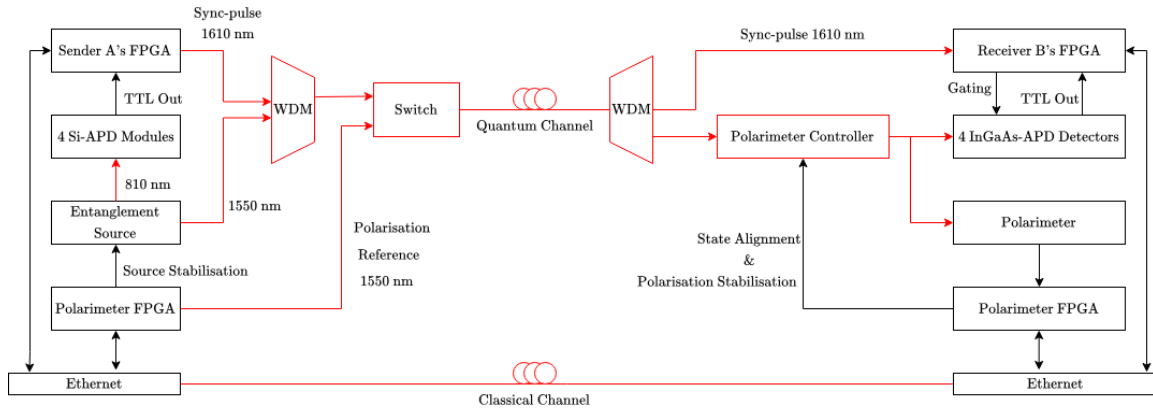 Sync-pulse
1610 nm
Sender A's FPGA
TTL Out
4 Si-APD Modules
810 nm
Entanglement
Source
1550 nm
Source Stabilisation
Polarimeter FPGA
Ethernet
WDM
Switch
Polarisation
Reference
1550 nm
Quantum Channel
Classical Channel
WDM
Sync-pulse 1610 nm
Receiver B's FPGA
Gating
TTL Out
Polarimeter Controller
4 InGaAs-APD Detectors
State Alignment
&
Polarisation Stabilisation
Polarimeter
Polarimeter FPGA
Ethernet